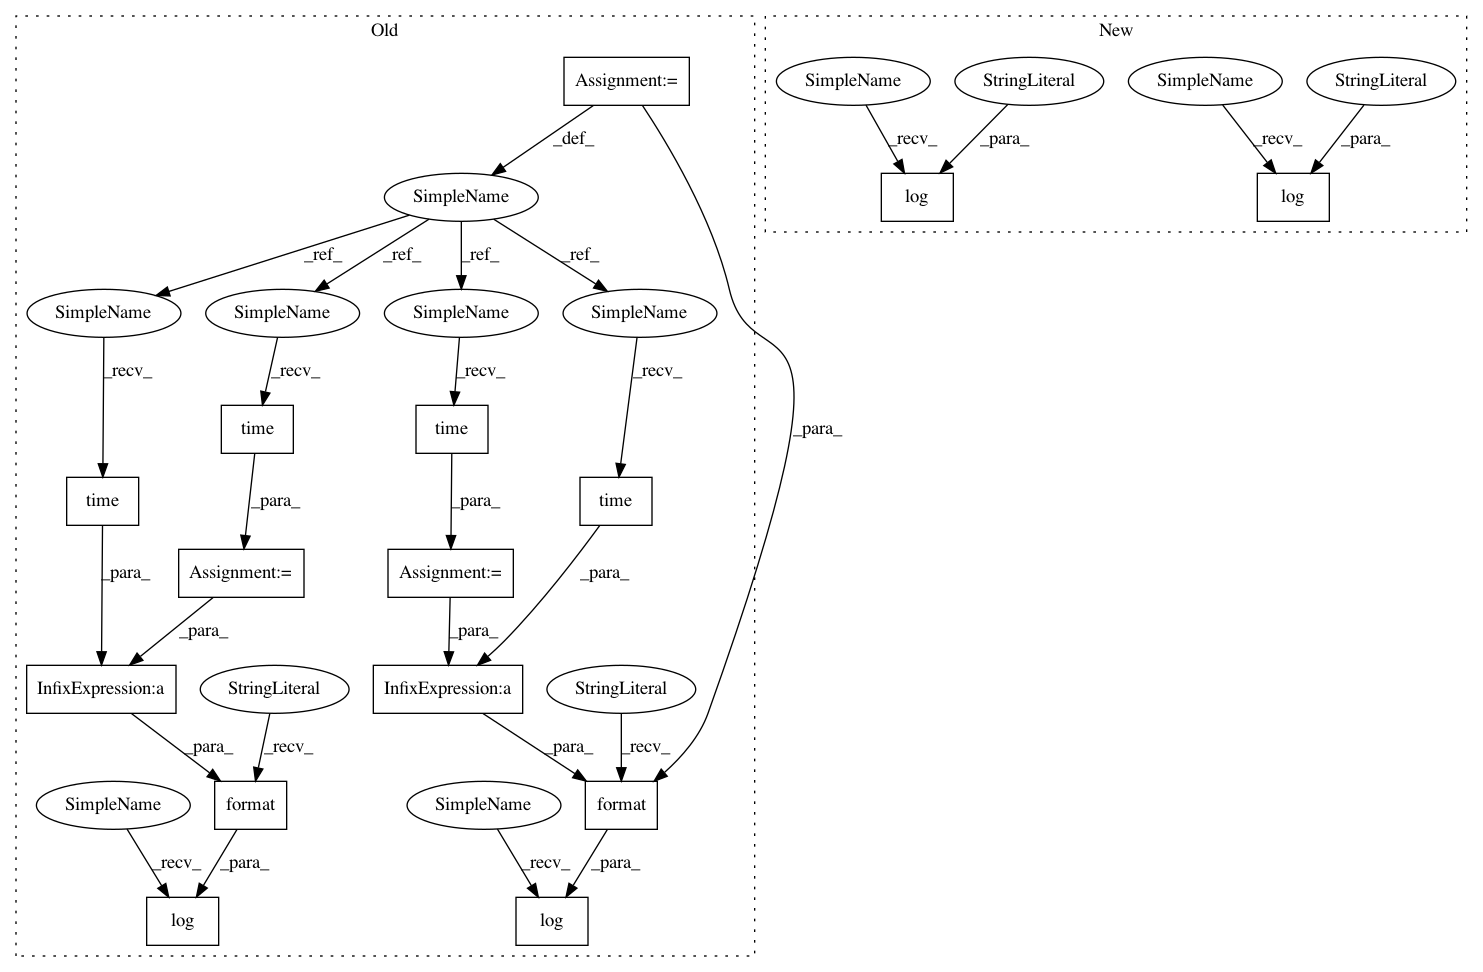 Old
New
Assignment:=
SimpleName
StringLiteral
SimpleName
StringLiteral
_def_
_recv_
_para_
_recv_
_para_
SimpleName
log
log
_ref_
_ref_
_ref_
_ref_
SimpleName
SimpleName
SimpleName
SimpleName
_recv_
_recv_
_recv_
_recv_
time
time
_para_
time
_para_
_para_
time
_para_
Assignment:=
Assignment:=
_para_
_para_
_para_
_para_
InfixExpression:a
StringLiteral
InfixExpression:a
StringLiteral
_para_
_recv_
_para_
_recv_
SimpleName
format
SimpleName
format
_recv_
_para_
_recv_
_para_
log
log